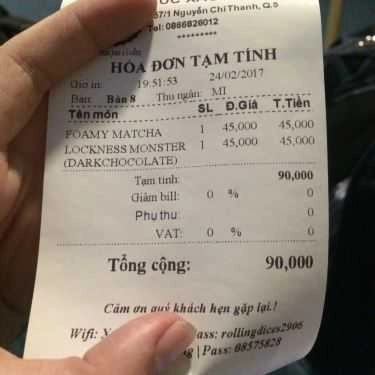 67/1 Nguyễn Chí Thanh, Q.5
Tel: 0866826012
*********
HÓA ĐƠN TẠM TÍNH
Giờ in: 19:51:53 24/02/2017
Bàn: Bàn 8 Thu ngân: MI
Tên món SL Đ.Giá T.Tiền
FOAMY MATCHA 1 45,000 45,000
LOCKNESS MONSTER 1 45,000 45,000
(DARKCHOCOLATE)
Tạm tính: 90,000
Giảm bill: 0 % 0
Phụ thu: 0
VAT: 0 % 0
Tổng cộng: 90,000
Cảm ơn quý khách hẹn gặp lại.!
Wifi: Pass: rollingdices2906
| Pass: 08575828